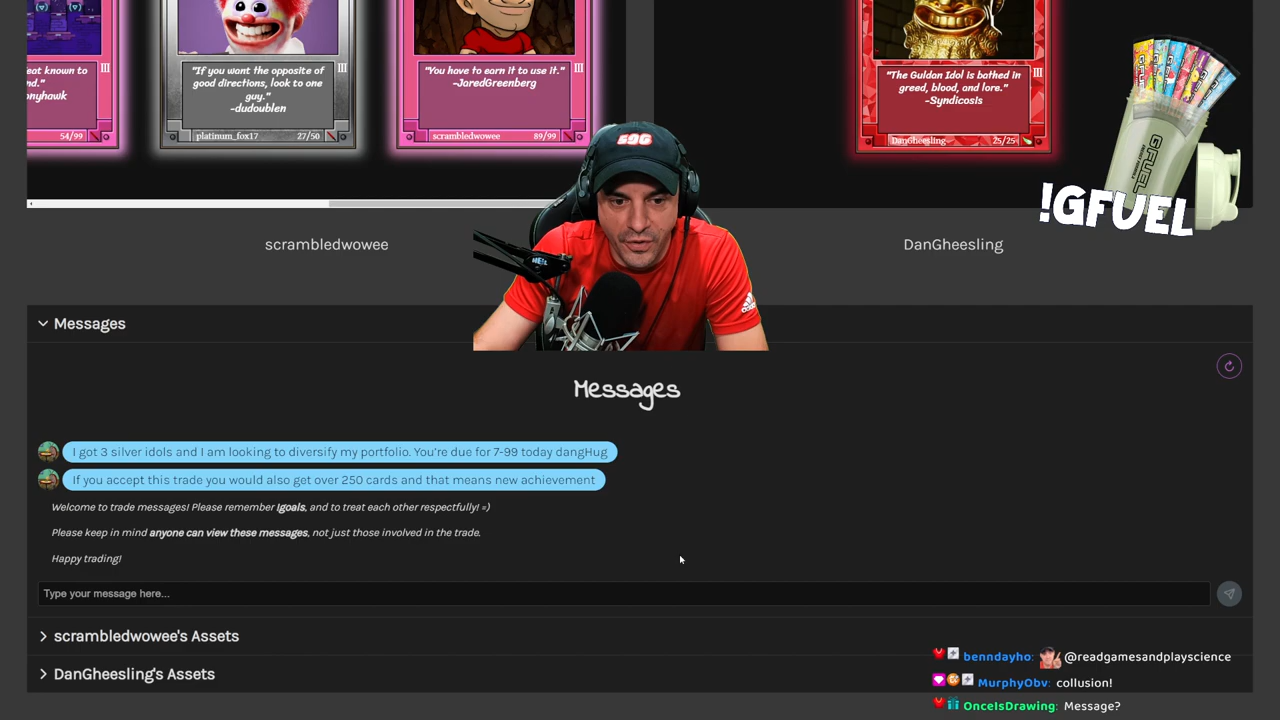 eat known to
nd."
onyhawk
54/99
"If you want the opposite of
good directions, look to one
guy."
-dudoublen
III
platinum_fox17 27/50
"You have to earn it to use it."
-JaredGreenberg
III
scrambledwowee 89/99
"The Guldan Idol is bathed in
greed, blood, and lore."
-Syndicosis
III
DanGheesling 25/25
GFUEL
!GFUEL
scrambledwowee
DanGheesling
Messages
Messages
I got 3 silver idols and I am looking to diversify my portfolio. You're due for 7-99 today dangHug
If you accept this trade you would also get over 250 cards and that means new achievement
Welcome to trade messages! Please remember !goals, and to treat each other respectfully! =)
Please keep in mind anyone can view these messages, not just those involved in the trade.
Happy trading!
Type your message here...
scrambledwowee's Assets
DanGheesling's Assets
benndayho: @readgamesandplayscience
MurphyObv: collusion!
OnceIsDrawing: Message?